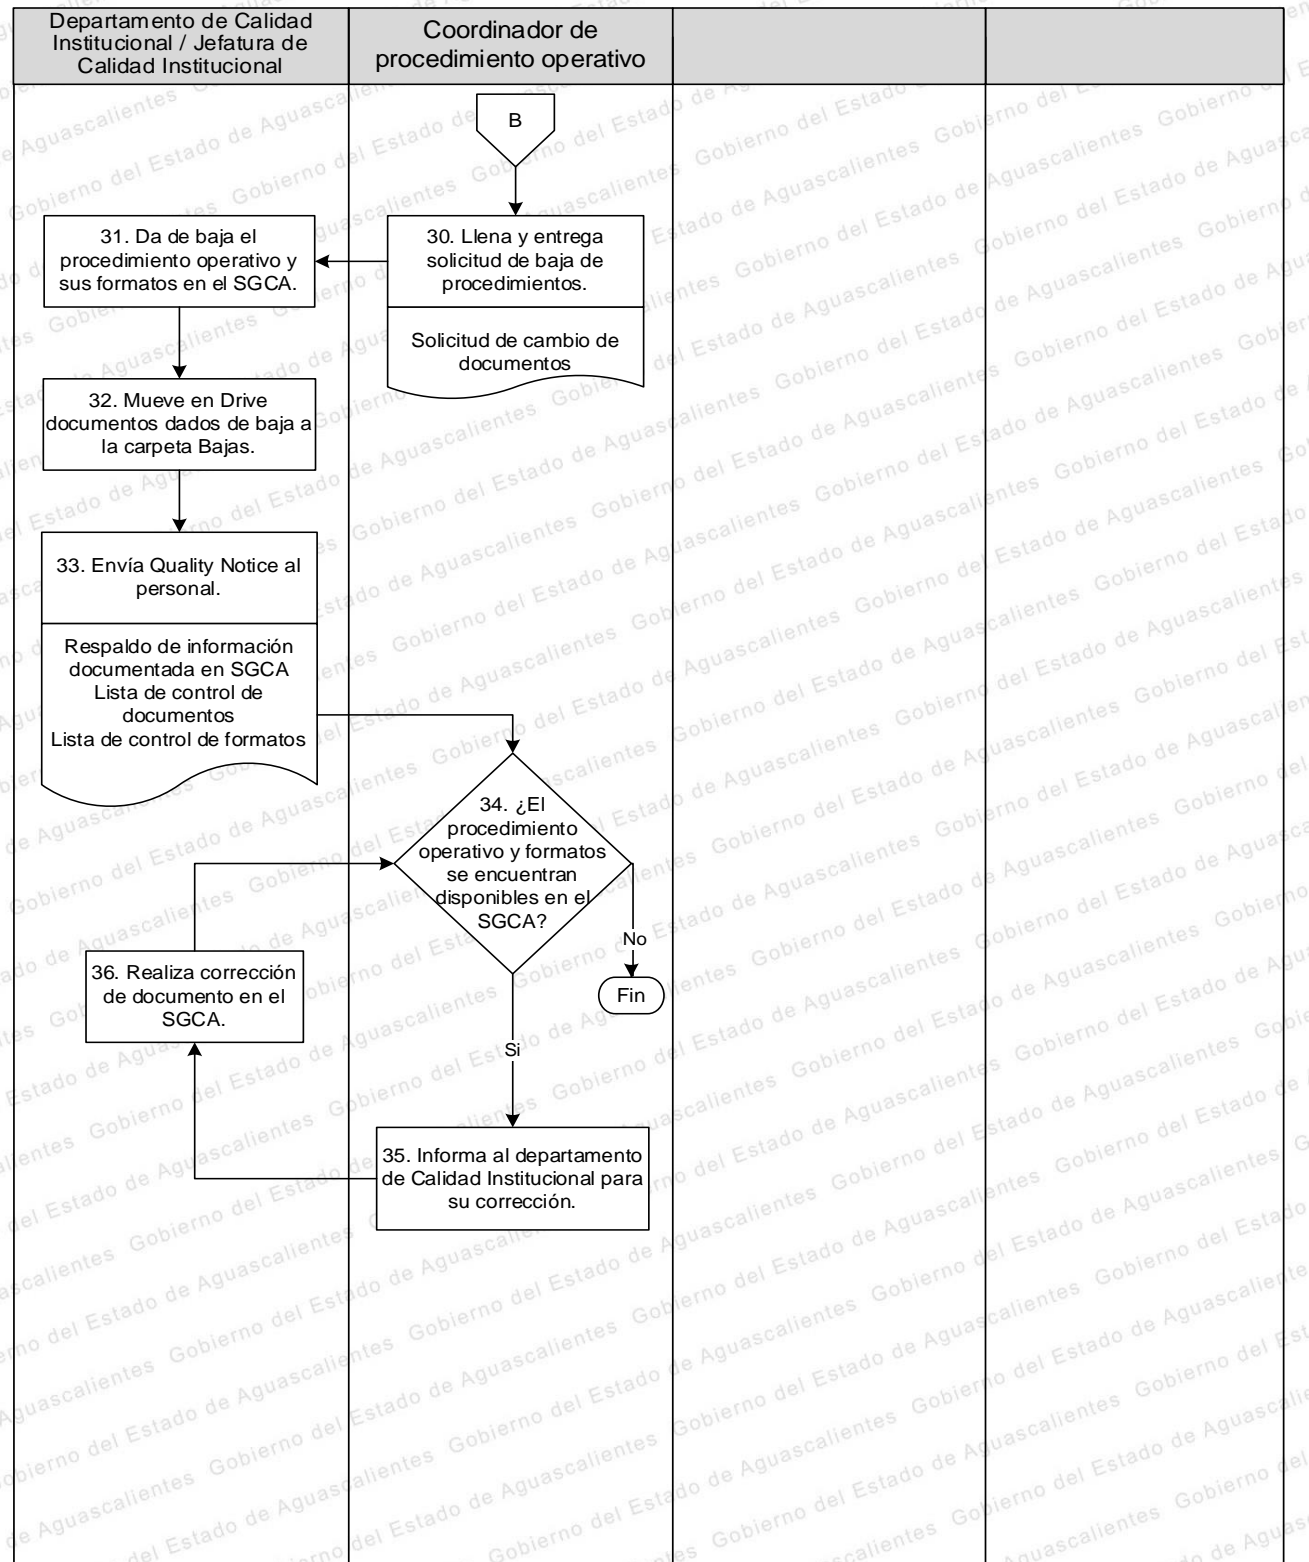 Departamento de Calidad
Institucional / Jefatura de
Calidad Institucional
Coordinador de
procedimiento operativo
B
30. Llena y entrega
solicitud de baja de
procedimientos.
Solicitud de cambio de
documentos
31. Da de baja el
procedimiento operativo y
sus formatos en el SGCA.
32. Mueve en Drive
documentos dados de baja a
la carpeta Bajas.
33. Envía Quality Notice al
personal.
Respaldo de información
documentada en SGCA
Lista de control de
documentos
Lista de control de formatos
34. ¿El
procedimiento
operativo y formatos
se encuentran
disponibles en el
SGCA?
No
Fin
Si
35. Informa al departamento
de Calidad Institucional para
su corrección.
36. Realiza corrección
de documento en el
SGCA.
Gobierno del Estado de Aguascalientes